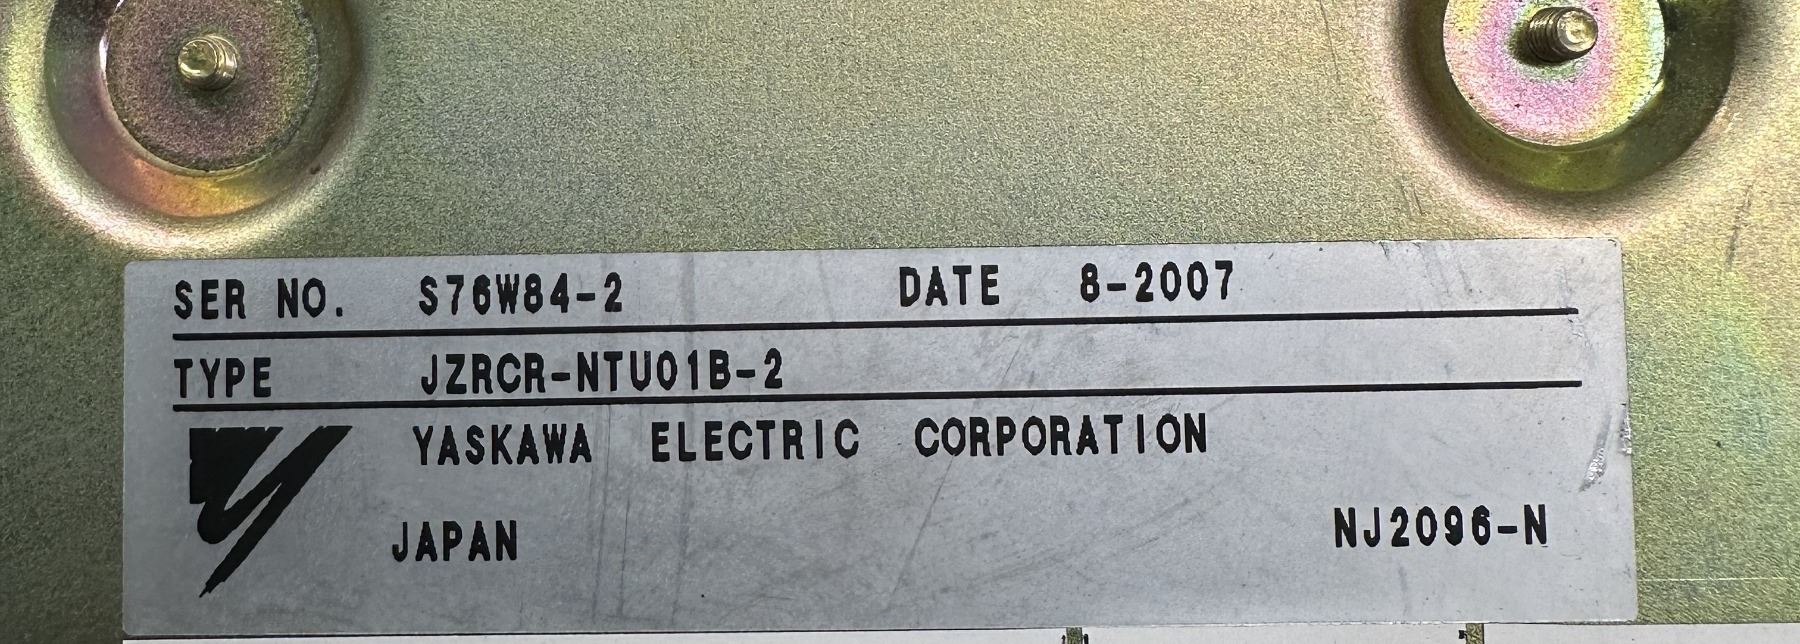 SER NO. S76W84-2 DATE 8-2007
TYPE JZRCR-NTU01B-2
YASKAWA ELECTRIC CORPORATION
JAPAN NJ2096-N